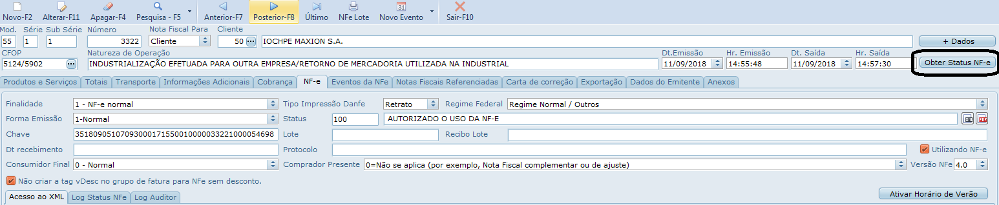 Novo-F2 Alterar-F11 Apagar-F4 Pesquisa - F5 Anterior-F7 Posterior-F8 Último NFe Lote 31 Novo Evento Sair-F10
Mod. Série Sub Série Número Nota Fiscal Para Cliente
55 1 1 3322 Cliente 50 IOCHPE MAXION S.A. + Dados
CFOP Natureza de Operação Dt.Emissão Hr. Emissão Dt. Saída Hr. Saída
5124/5902 INDUSTRIALIZAÇÃO EFETUADA PARA OUTRA EMPRESA/RETORNO DE MERCADORIA UTILIZADA NA INDUSTRIAL 11/09/2018 14:55:48 11/09/2018 14:57:30 Obter Status NF-e
Produtos e Serviços Totais Transporte Informações Adicionais Cobrança NF-e Eventos da NFe Notas Fiscais Referenciadas Carta de correção Exportação Dados do Emitente Anexos
Finalidade 1 - NF-e normal Tipo Impressão Danfe Retrato Regime Federal Regime Normal / Outros
Forma Emissão 1-Normal Status 100 AUTORIZADO O USO DA NF-E XML PDF
Chave 35180905107093000171550010000033221000054698 Lote Recibo Lote
Dt recebimento Protocolo Utilizando NF-e
Consumidor Final 0 - Normal Comprador Presente 0=Não se aplica (por exemplo, Nota Fiscal complementar ou de ajuste) Versão NFe 4.0
Não criar a tag vDesc no grupo de fatura para NFe sem desconto.
Acesso ao XML Log Status NFe Log Auditor Ativar Horário de Verão